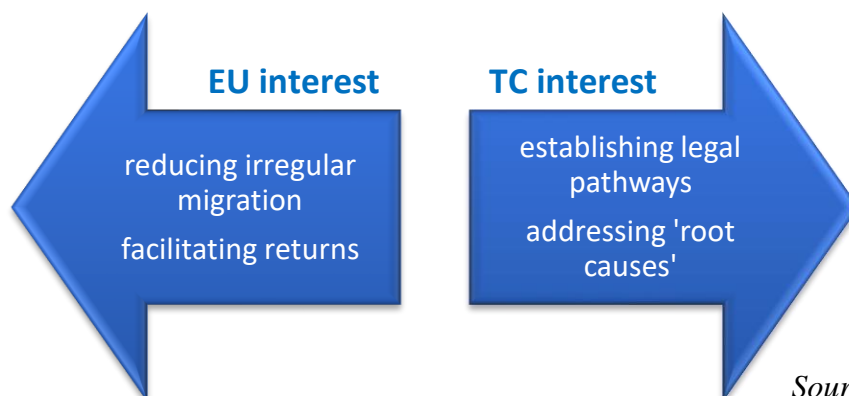 EU interest
reducing irregular
migration
facilitating returns
TC interest
establishing legal
pathways
addressing 'root
causes'